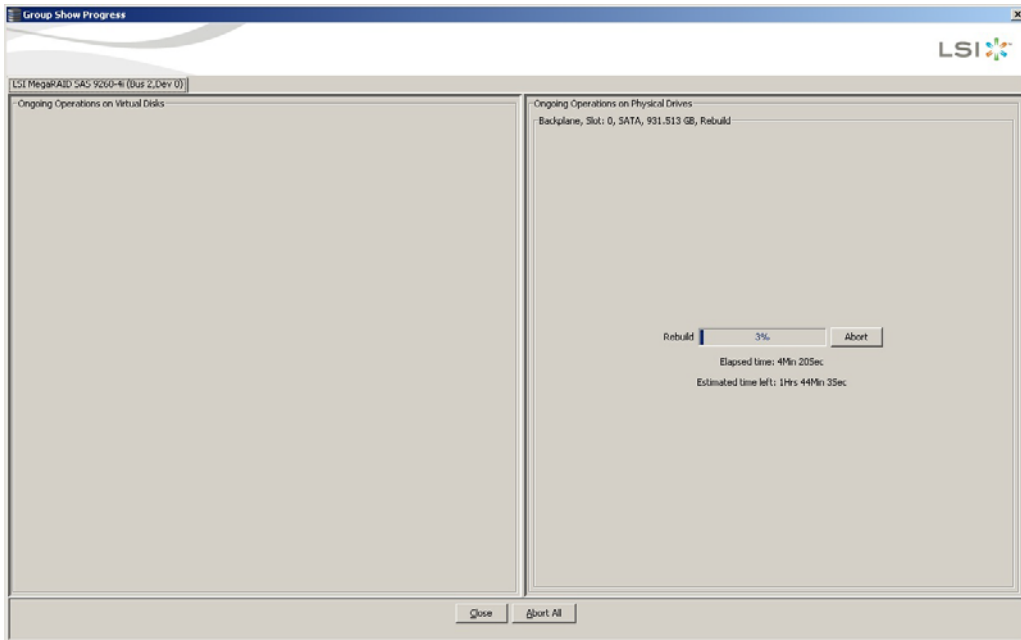 Group Show Progress
LSI
LSI MegaRAID SAS 9260-4i (Bus 2,Dev 0)
Ongoing Operations on Virtual Disks
Ongoing Operations on Physical Drives
Backplane, Slot: 0, SATA, 931.513 GB, Rebuild
Rebuild 3% Abort
Elapsed time: 4Min 20Sec
Estimated time left: 1Hrs 44Min 3Sec
Close Abort All